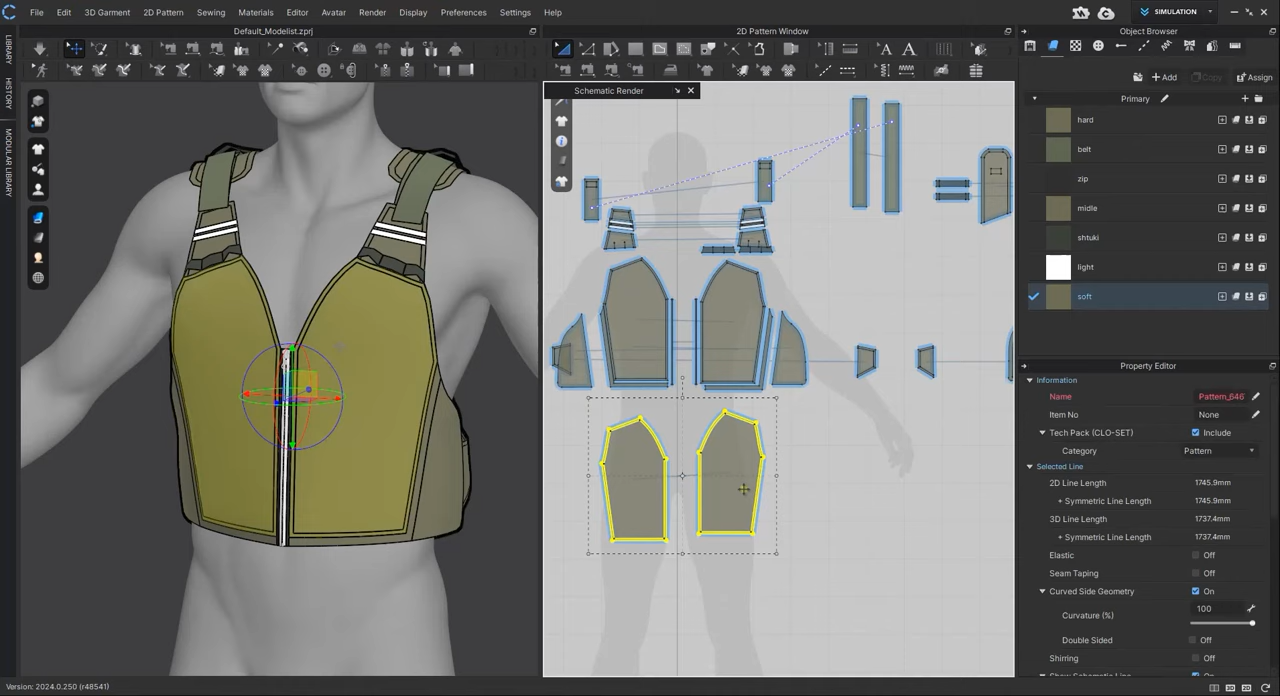 File Edit 3D Garment 2D Pattern Sewing Materials Editor Avatar Render Display Preferences Settings Help
SIMULATION
Default_Modelist.zprj
2D Pattern Window
Object Browser
LIBRARY
HISTORY
MODULAR LIBRARY
Schematic Render
Add Copy Assign
Primary
hard
belt
zip
midle
shtuki
light
soft
Property Editor
Information
Name Pattern_646
Item No None
Tech Pack (CLO-SET) Include
Category Pattern
Selected Line
2D Line Length 1745.9mm
+ Symmetric Line Length 1745.9mm
3D Line Length 1737.4mm
+ Symmetric Line Length 1737.4mm
Elastic Off
Seam Taping Off
Curved Side Geometry On
Curvature (%) 100
Double Sided Off
Shirring Off
Version: 2024.0.250 (r48541)
3D 2D